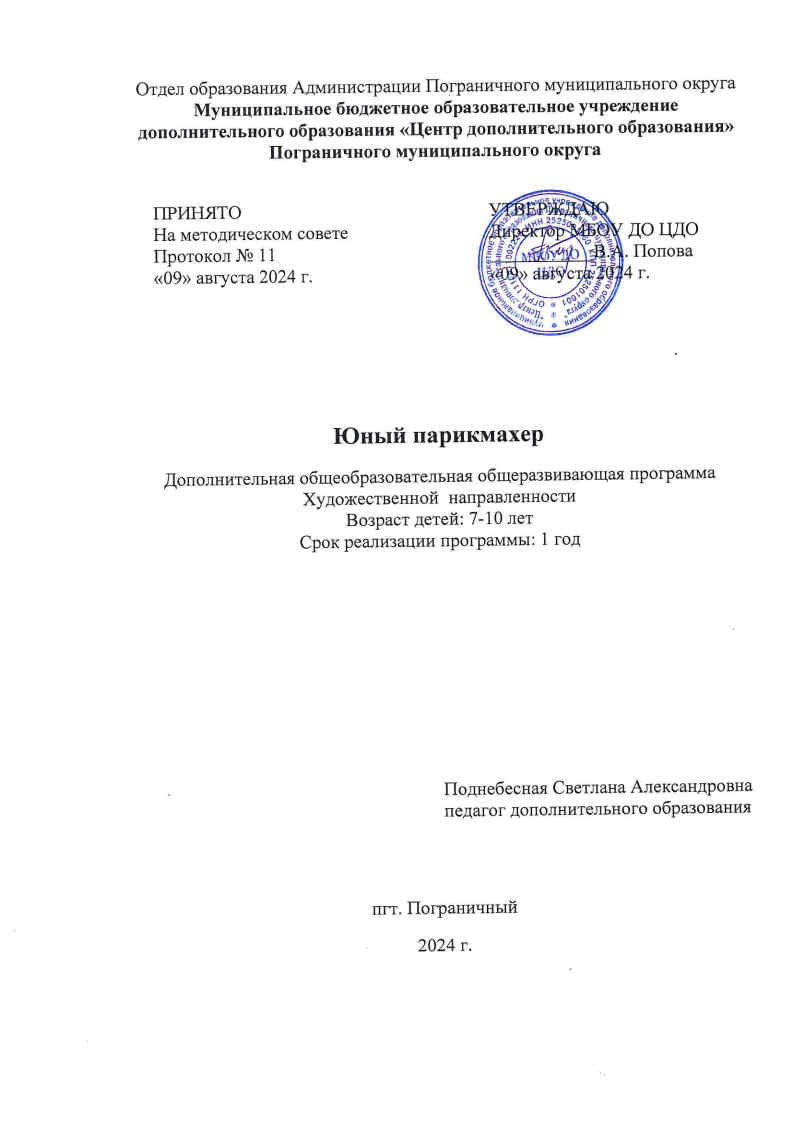 Отдел образования Администрации Пограничного муниципального округа
Муниципальное бюджетное образовательное учреждение
дополнительного образования «Центр дополнительного образования»
Пограничного муниципального округа
ПРИНЯТО
На методическом совете
Протокол № 11
«09» августа 2024 г.
УТВЕРЖДАЮ
Директор МБОУ ДО ЦДО
В.А. Попова
«09» августа 2024 г.
МБОУ ДО
ЦДО
Юный парикмахер
Дополнительная общеобразовательная общеразвивающая программа
Художественной направленности
Возраст детей: 7-10 лет
Срок реализации программы: 1 год
Поднебесная Светлана Александровна
педагог дополнительного образования
пгт. Пограничный
2024 г.